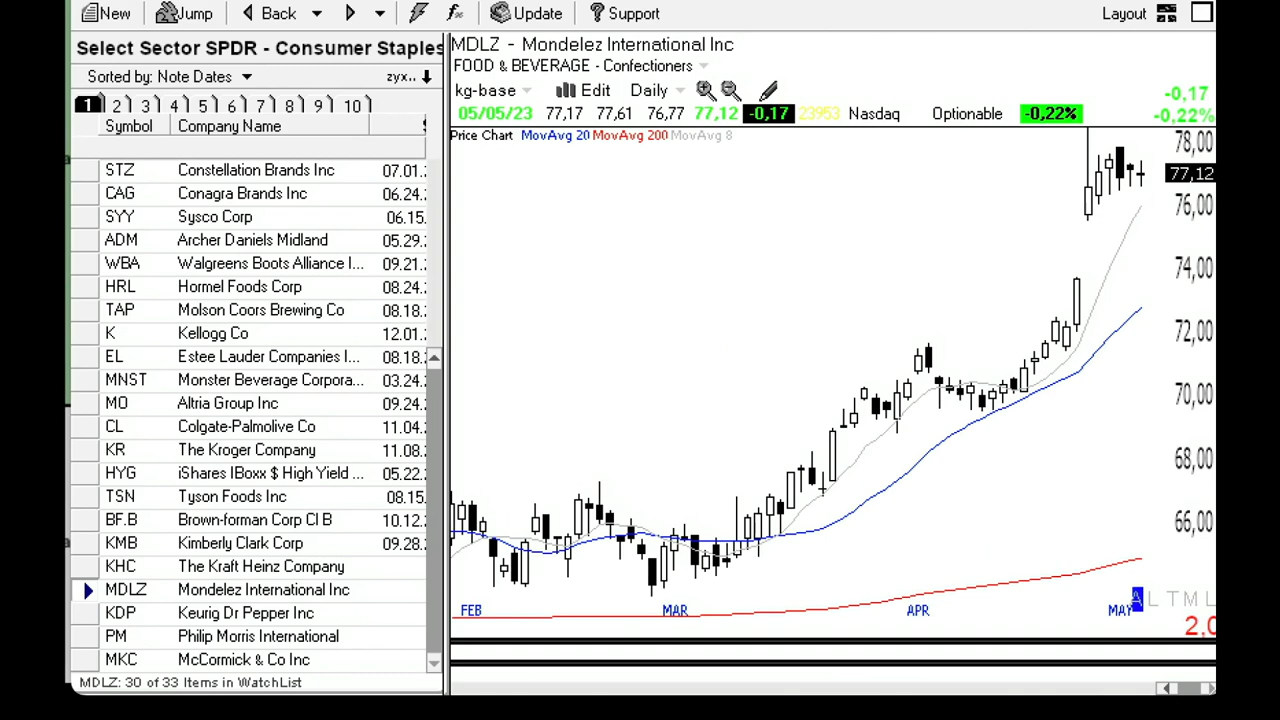 New Jump Back Update Support Layout
Select Sector SPDR - Consumer Staples
Sorted by: Note Dates zyx..
1 2 3 4 5 6 7 8 9 10
Symbol Company Name
STZ Constellation Brands Inc 07.01.
CAG Conagra Brands Inc 06.24.
SYY Sysco Corp 06.15.
ADM Archer Daniels Midland 05.29.
WBA Walgreens Boots Alliance I... 09.21.
HRL Hormel Foods Corp 08.24.
TAP Molson Coors Brewing Co 08.18.
K Kellogg Co 12.01.
EL Estee Lauder Companies I... 08.18.
MNST Monster Beverage Corpora... 03.24.
MO Altria Group Inc 09.24.
CL Colgate-Palmolive Co 11.04.
KR The Kroger Company 11.08.
HYG iShares IBoxx $ High Yield ... 05.22.
TSN Tyson Foods Inc 08.15.
BF.B Brown-forman Corp Cl B 10.12.
KMB Kimberly Clark Corp 09.28.
KHC The Kraft Heinz Company
MDLZ Mondelez International Inc
KDP Keurig Dr Pepper Inc
PM Philip Morris International
MKC McCormick & Co Inc
MDLZ: 30 of 33 Items in WatchList
MDLZ - Mondelez International Inc
FOOD & BEVERAGE - Confectioners
kg-base Edit Daily
-0,17
05/05/23 77,17 77,61 76,77 77,12 -0,17 23953 Nasdaq Optionable -0,22%
-0,22%
Price Chart MovAvg 20 MovAvg 200 MovAvg 8
78,00
77,12
76,00
74,00
72,00
70,00
68,00
66,00
FEB MAR APR MAY
A L T M L
2,0